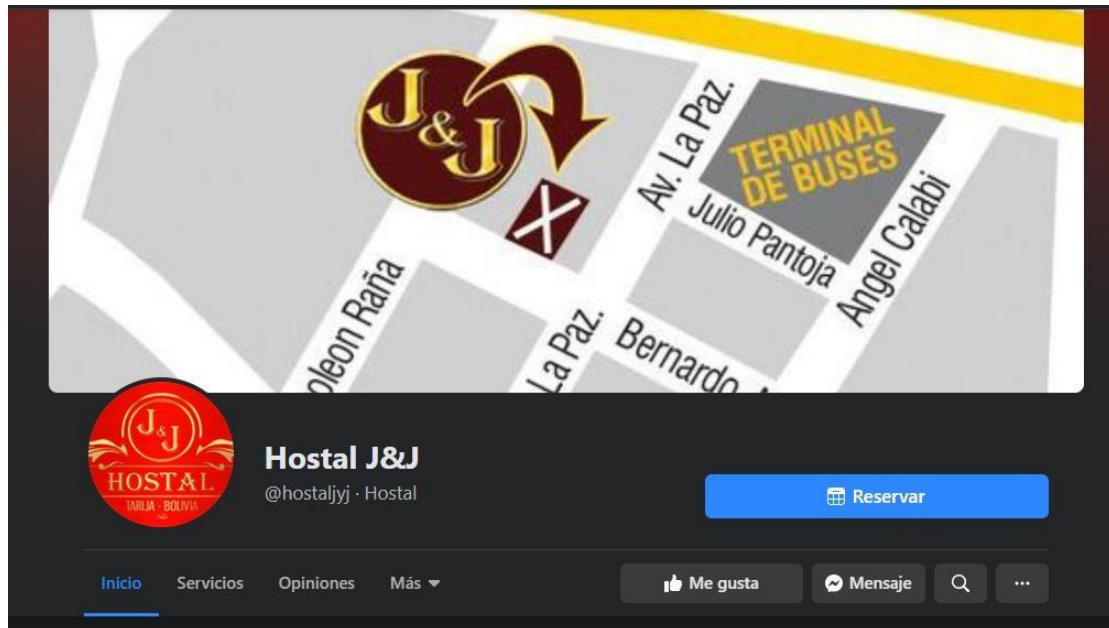 J&J
Av. La Paz.
TERMINAL
DE BUSES
Julio Pantoja
Angel Calabi
oleon Raña
La Paz.
Bernardo
J&J
HOSTAL
TARIJA - BOLIVIA
Hostal J&J
@hostaljyj · Hostal
Reservar
Inicio Servicios Opiniones Más
Me gusta Mensaje